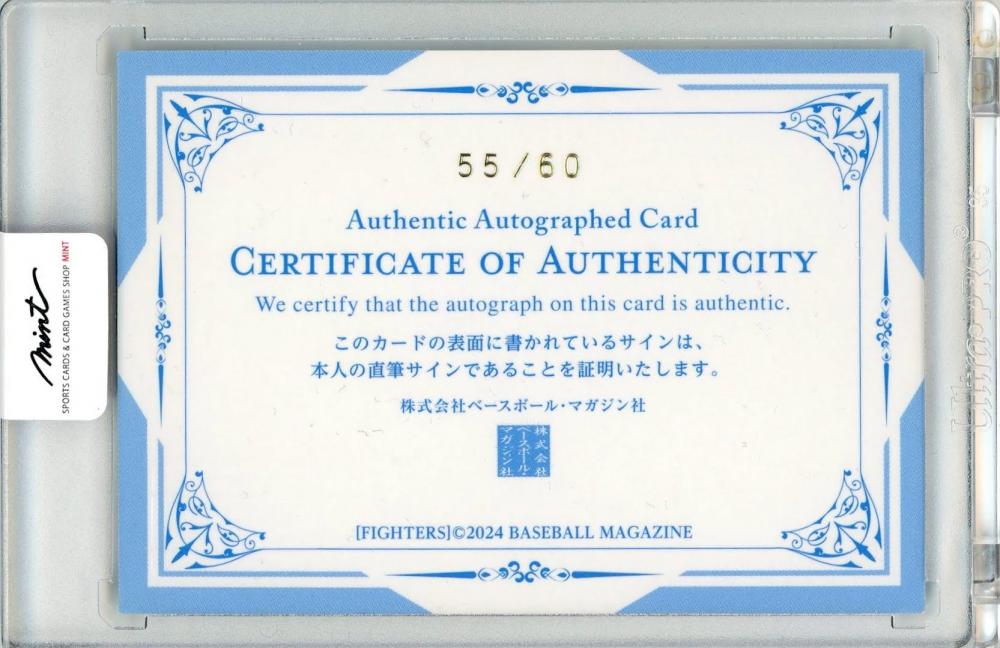 55/60
Authentic Autographed Card
CERTIFICATE OF AUTHENTICITY
We certify that the autograph on this card is authentic.
このカードの表面に書かれているサインは、
本人の直筆サインであることを証明いたします。
株式会社ベースボール・マガジン社
株式会社
ベースボール・
マガジン社
[FIGHTERS]©2024 BASEBALL MAGAZINE
mint
SPORTS CARDS & CARD GAMES SHOP MINT
Ultra PRO®